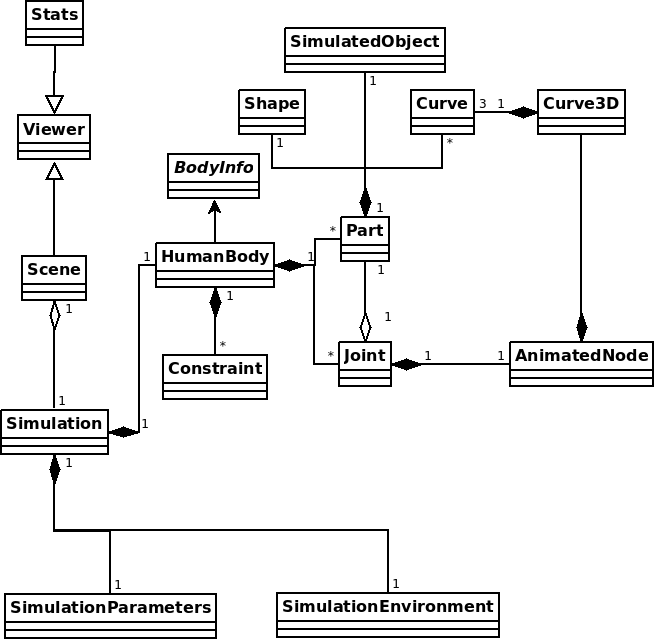 Stats
SimulatedObject
1
Shape
Curve
3 1
Curve3D
Viewer
1
*
BodyInfo
1
Part
*
HumanBody
1
1
Scene
1
1
1
1
*
*
Joint
1
1
AnimatedNode
Constraint
1
Simulation
1
1
1
1
SimulationParameters
SimulationEnvironment